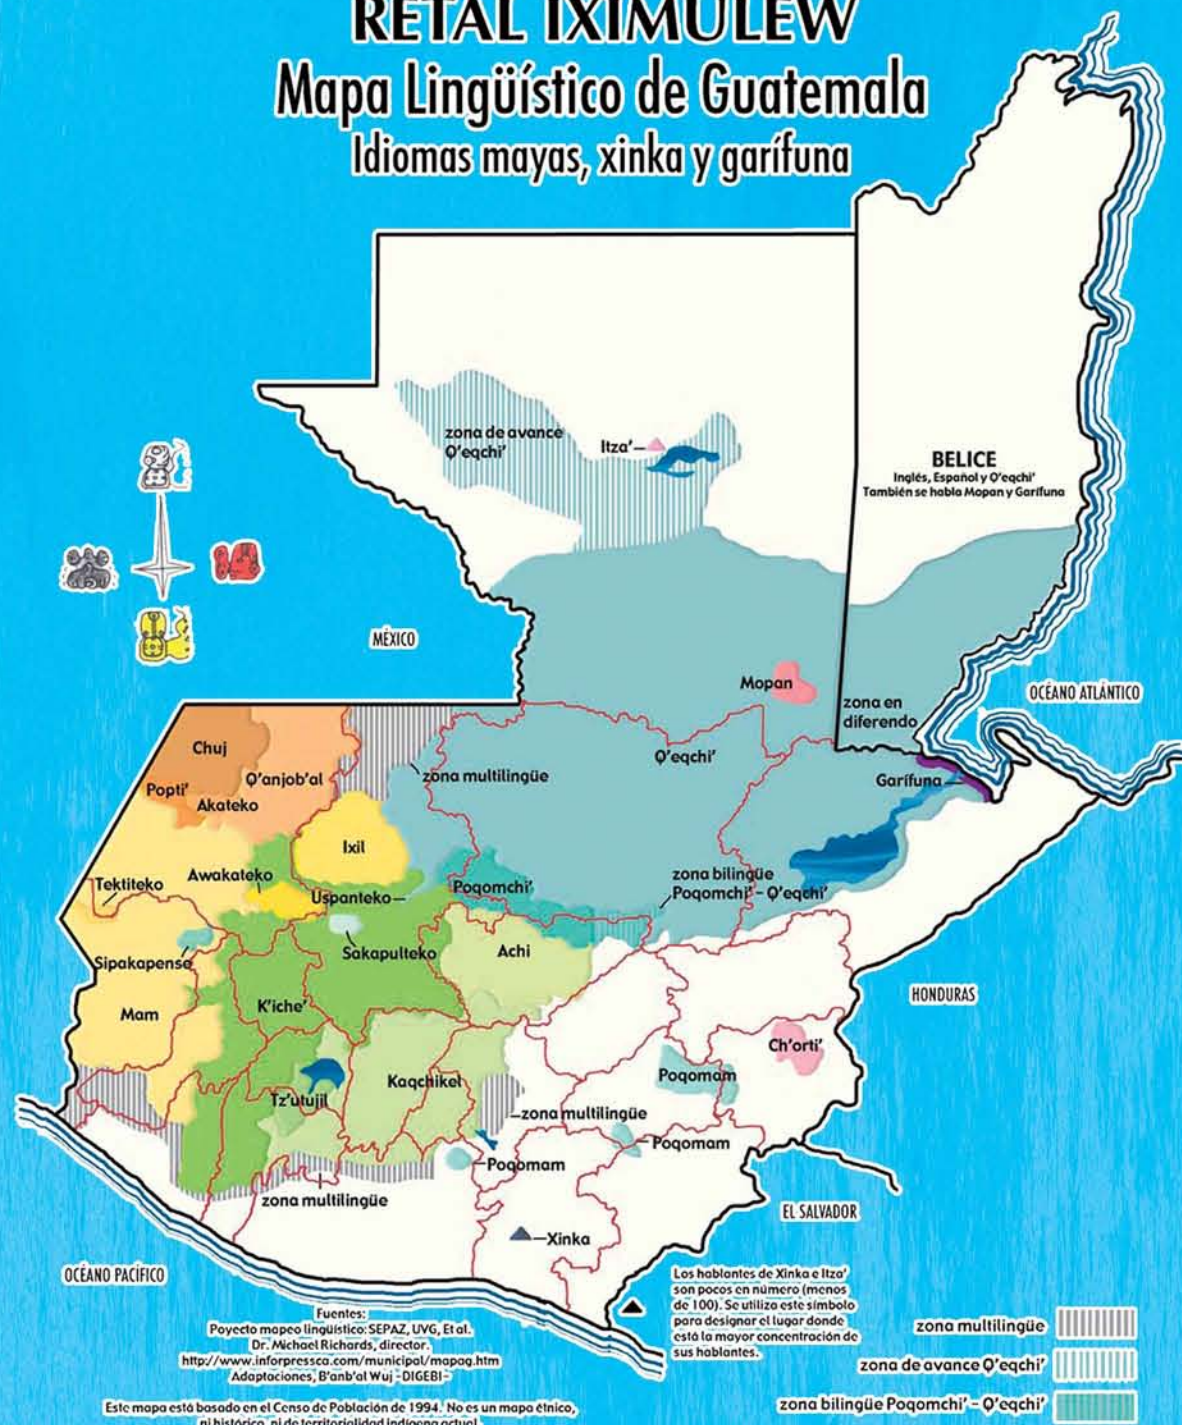 RETAL IXIMULEW
Mapa Lingüístico de Guatemala
Idiomas mayas, xinka y garífuna
zona de avance
Q'eqchi'
Itza'
BELICE
Inglés, Español y Q'eqchi'
También se habla Mopan y Garífuna
MÉXICO
Mopan
zona en
diferendo
OCÉANO ATLÁNTICO
Chuj
Q'anjob'al
Popti'
Akateko
zona multilingüe
Q'eqchi'
Garífuna
Ixil
Tektiteko
Awakateko
Uspanteko
Poqomchi'
zona bilingüe
Poqomchi' - Q'eqchi'
Sipakapense
Sakapulteko
Achi
Mam
K'iche'
HONDURAS
Ch'orti'
Poqomam
Kaqchikel
Tz'utujil
zona multilingüe
Poqomam
Poqomam
zona multilingüe
Xinka
EL SALVADOR
OCÉANO PACÍFICO
Fuentes:
Poyecto mapeo lingüístico: SEPAZ, UVG, Et al.
Dr. Michael Richards, director.
http://www.inforpressca.com/municipal/mapag.htm
Adaptaciones, B'anb'al Wuj -DIGEBI-
Este mapa está basado en el Censo de Población de 1994. No es un mapa étnico,
ni histórico, ni de territorialidad indígena actual.
Los hablantes de Xinka e Itza'
son pocos en número (menos
de 100). Se utiliza este símbolo
para designar el lugar donde
está la mayor concentración de
sus hablantes.
zona multilingüe
zona de avance Q'eqchi'
zona bilingüe Poqomchi' - Q'eqchi'